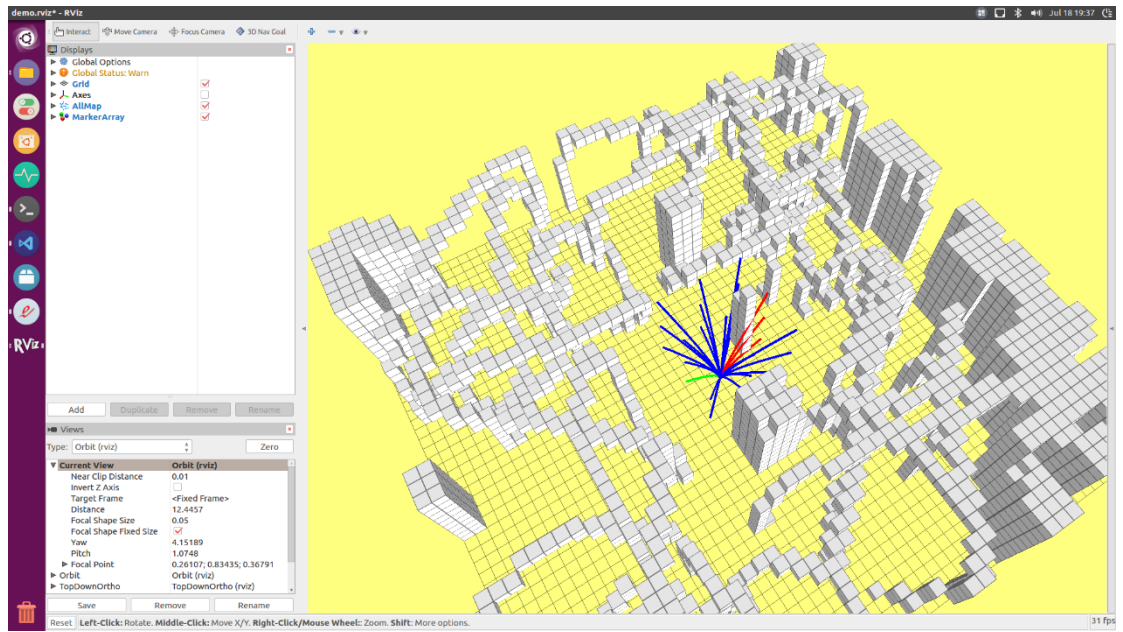 demo.rviz* - RViz
Jul 18 19:37
Interact Move Camera Focus Camera 3D Nav Goal
Displays
Global Options
Global Status: Warn
Grid
Axes
AllMap
MarkerArray
Add Duplicate Remove Rename
Views
Type: Orbit (rviz) Zero
Current View Orbit (rviz)
Near Clip Distance 0.01
Invert Z Axis
Target Frame <Fixed Frame>
Distance 12.4457
Focal Shape Size 0.05
Focal Shape Fixed Size
Yaw 4.15189
Pitch 1.0748
Focal Point 0.26107; 0.83435; 0.36791
Orbit Orbit (rviz)
TopDownOrtho TopDownOrtho (rviz)
Save Remove Rename
Reset Left-Click: Rotate. Middle-Click: Move X/Y. Right-Click/Mouse Wheel:: Zoom. Shift: More options. 31 fps
RViz